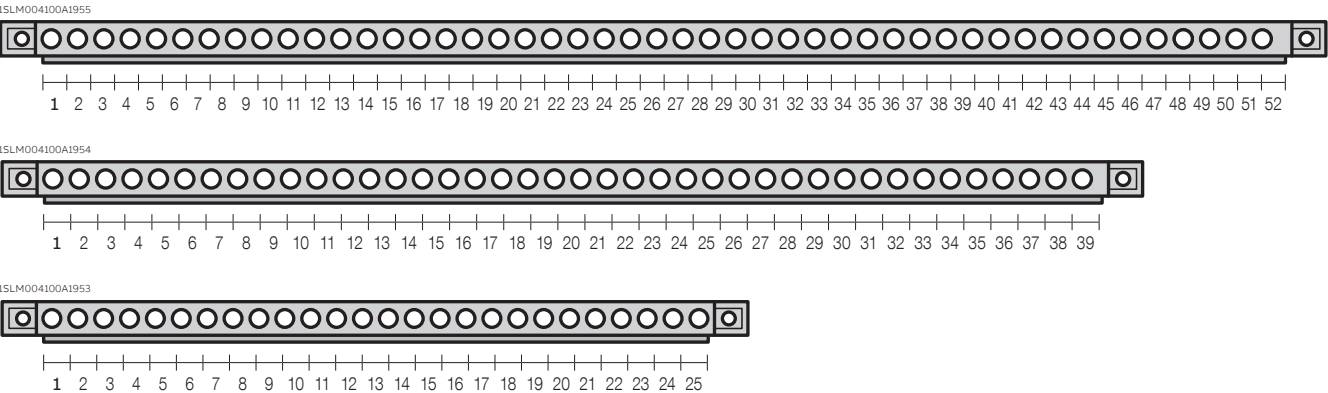 1SLM004100A1955
1 2 3 4 5 6 7 8 9 10 11 12 13 14 15 16 17 18 19 20 21 22 23 24 25 26 27 28 29 30 31 32 33 34 35 36 37 38 39 40 41 42 43 44 45 46 47 48 49 50 51 52
1SLM004100A1954
1 2 3 4 5 6 7 8 9 10 11 12 13 14 15 16 17 18 19 20 21 22 23 24 25 26 27 28 29 30 31 32 33 34 35 36 37 38 39
1SLM004100A1953
1 2 3 4 5 6 7 8 9 10 11 12 13 14 15 16 17 18 19 20 21 22 23 24 25